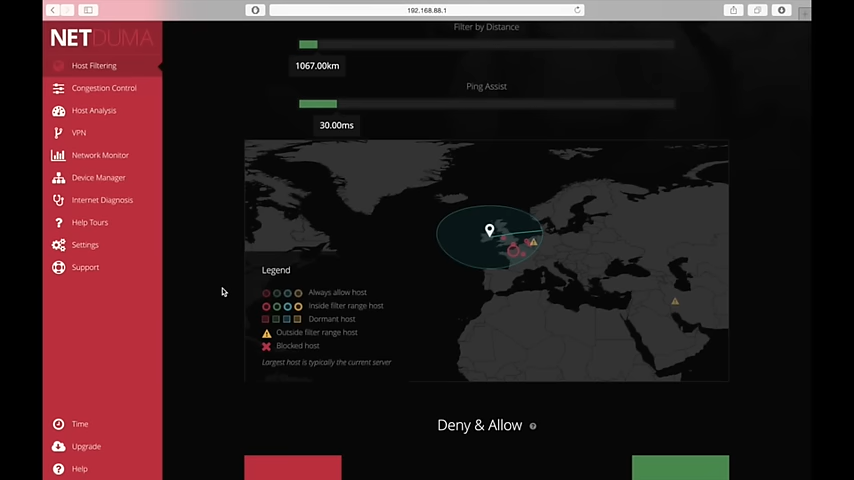 192.168.88.1
NETDUMA
Host Filtering
Congestion Control
Host Analysis
VPN
Network Monitor
Device Manager
Internet Diagnosis
Help Tours
Settings
Support
Time
Upgrade
Help
Filter by Distance
1067.00km
Ping Assist
30.00ms
Legend
Always allow host
Inside filter range host
Dormant host
Outside filter range host
Blocked host
Largest host is typically the current server
Deny & Allow